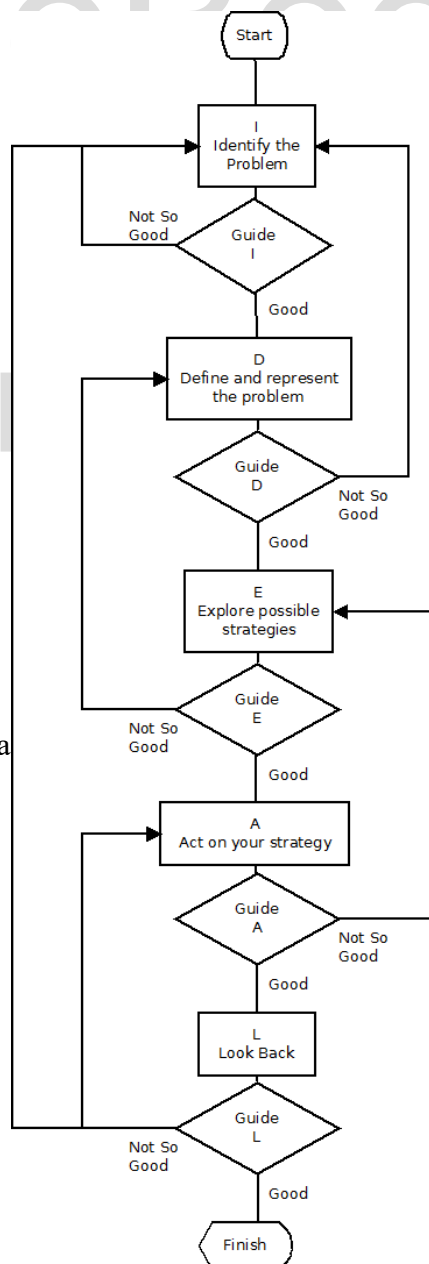 Start
I
Identify the
Problem
Not So
Good
Guide
I
Good
D
Define and represent
the problem
Guide
D
Not So
Good
Good
E
Explore possible
strategies
Guide
E
a
Not So
Good
Good
A
Act on your strategy
Guide
A
Not So
Good
Good
L
Look Back
Guide
L
Not So
Good
Good
Finish